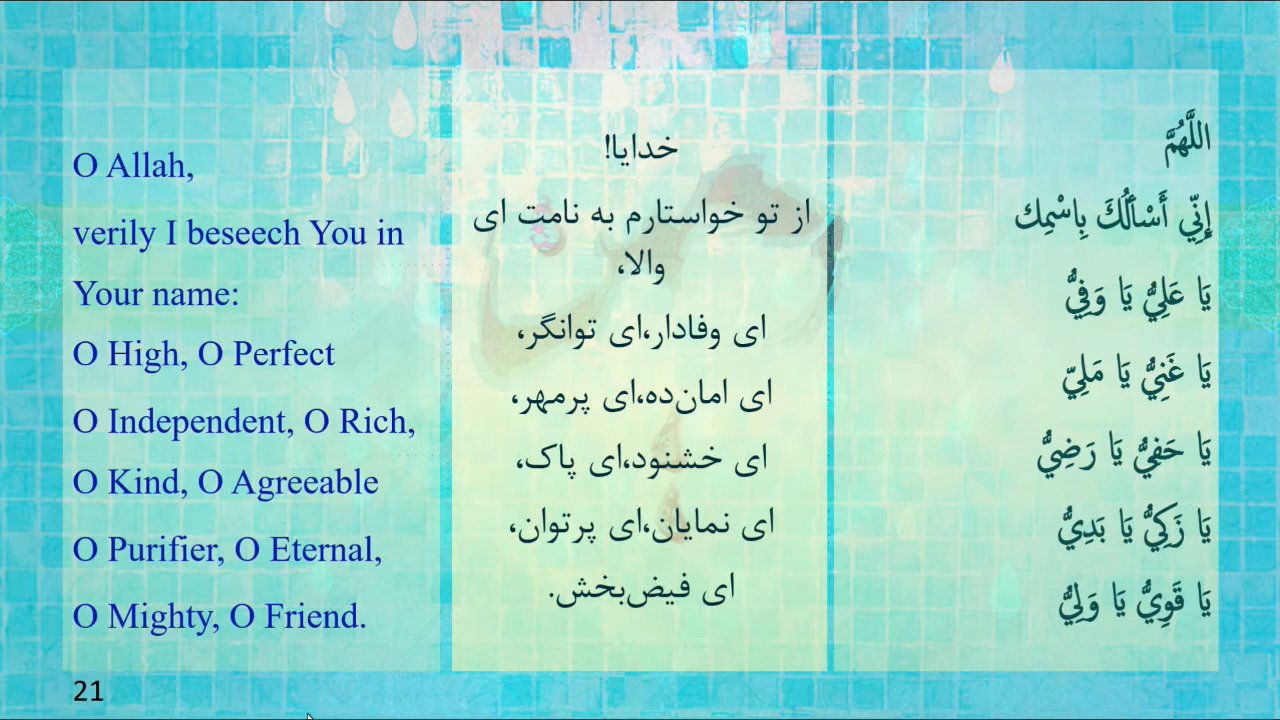 O Allah,
verily I beseech You in
Your name:
O High, O Perfect
O Independent, O Rich,
O Kind, O Agreeable
O Purifier, O Eternal,
O Mighty, O Friend.
خدایا!
از تو خواستارم به نامت ای
والا،
ای وفادار،ای توانگر،
ای امان‌ده،ای پرمهر،
ای خشنود،ای پاک،
ای نمایان،ای پرتوان،
ای فیض‌بخش.
اللَّهُمَّ
إِنِّي أَسْأَلُكَ بِاسْمِك
يَا عَلِيُّ يَا وَفِيُّ
يَا غَنِيُّ يَا مَلِيّ
يَا حَفِيُّ يَا رَضِيُّ
يَا زَكِيُّ يَا بَدِيُّ
يَا قَوِيُّ يَا وَلِيُّ
21